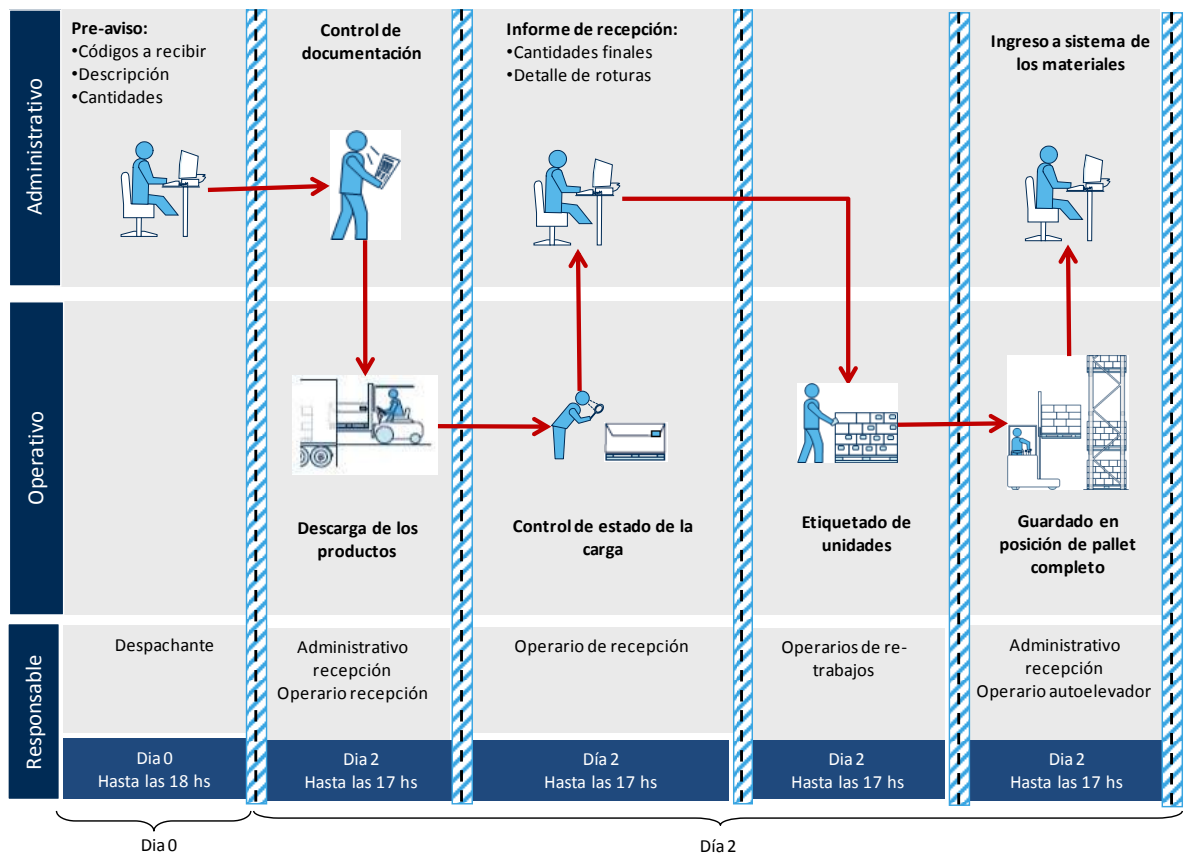 Administrativo
Pre-aviso:
•Códigos a recibir
•Descripción
•Cantidades
Control de
documentación
Informe de recepción:
•Cantidades finales
•Detalle de roturas
Ingreso a sistema de
los materiales
Operativo
Descarga de los
productos
Control de estado de la
carga
Etiquetado de
unidades
Guardado en
posición de pallet
completo
Responsable
Despachante
Administrativo
recepción
Operario recepción
Operario de recepción
Operarios de re-
trabajos
Administrativo
recepción
Operario autoelevador
Dia 0
Hasta las 18 hs
Dia 2
Hasta las 17 hs
Día 2
Hasta las 17 hs
Dia 2
Hasta las 17 hs
Dia 2
Hasta las 17 hs
Dia 0
Día 2